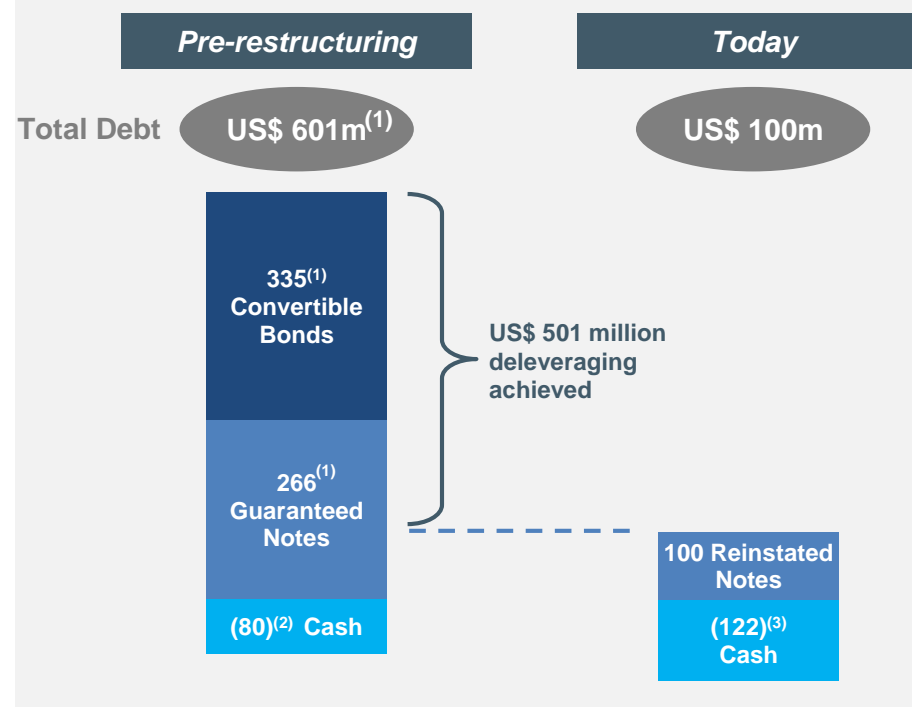 Pre-restructuring
Today
Total Debt
US$ 601m(1)
US$ 100m
335(1)
Convertible
Bonds
US$ 501 million
deleveraging
achieved
266(1)
Guaranteed
Notes
100 Reinstated
Notes
(80)(2) Cash
(122)(3)
Cash